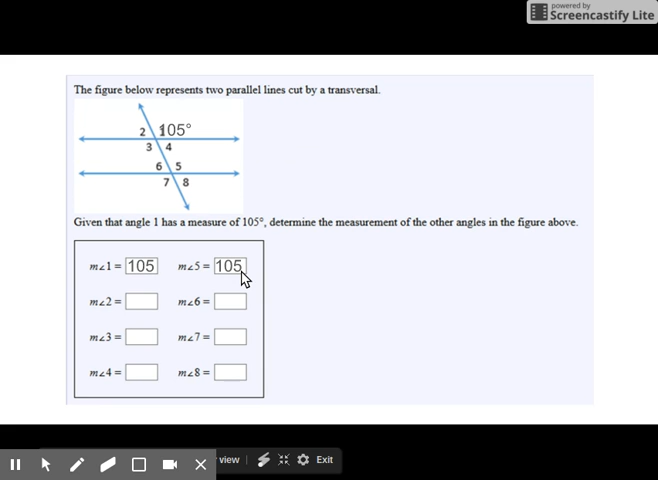 powered by
Screencastify Lite
The figure below represents two parallel lines cut by a transversal.
2 105°
3 4
6 5
7 8
Given that angle 1 has a measure of 105°, determine the measurement of the other angles in the figure above.
m∠1 = 105 m∠5 = 105
m∠2 = m∠6 =
m∠3 = m∠7 =
m∠4 = m∠8 =
view | Exit